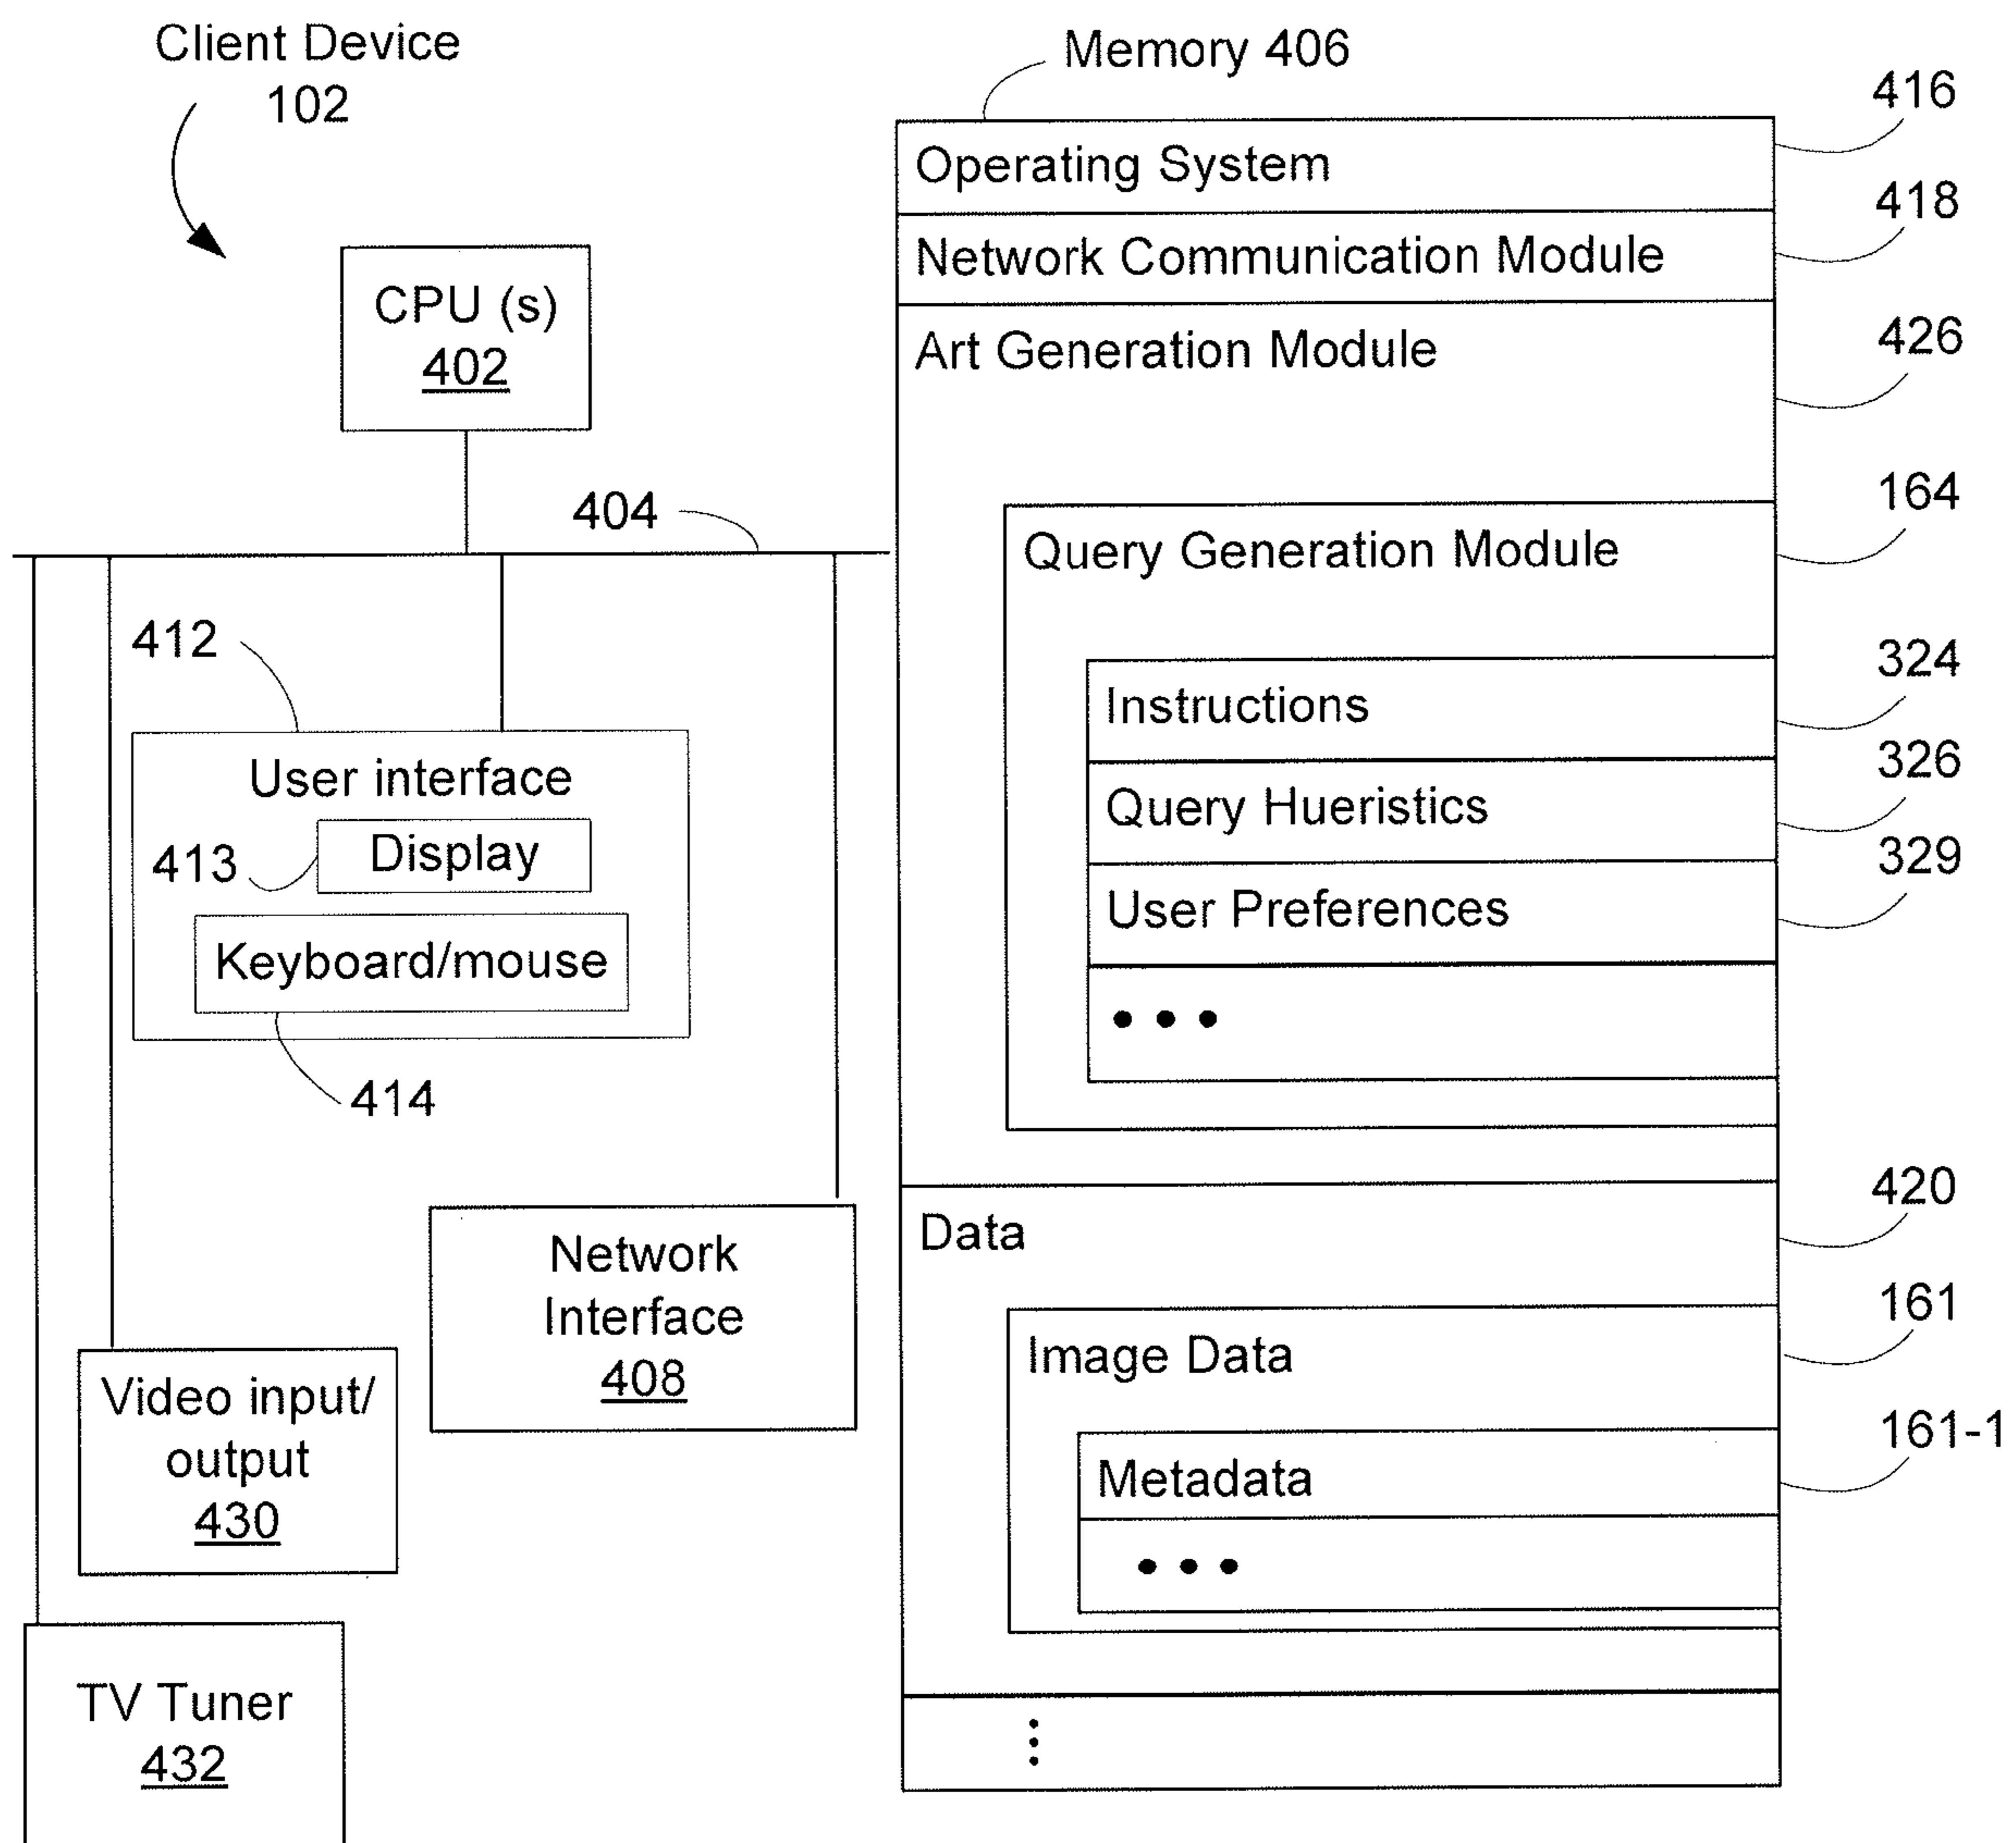 Client Device
102
CPU (s)
402
404
412
User interface
413
Display
Keyboard/mouse
414
Network
Interface
408
Video input/
output
430
TV Tuner
432
Memory 406
Operating System
416
Network Communication Module
418
Art Generation Module
426
Query Generation Module
164
Instructions
324
Query Hueristics
326
User Preferences
329
• • •
Data
420
Image Data
161
Metadata
161-1
• • •
⋮